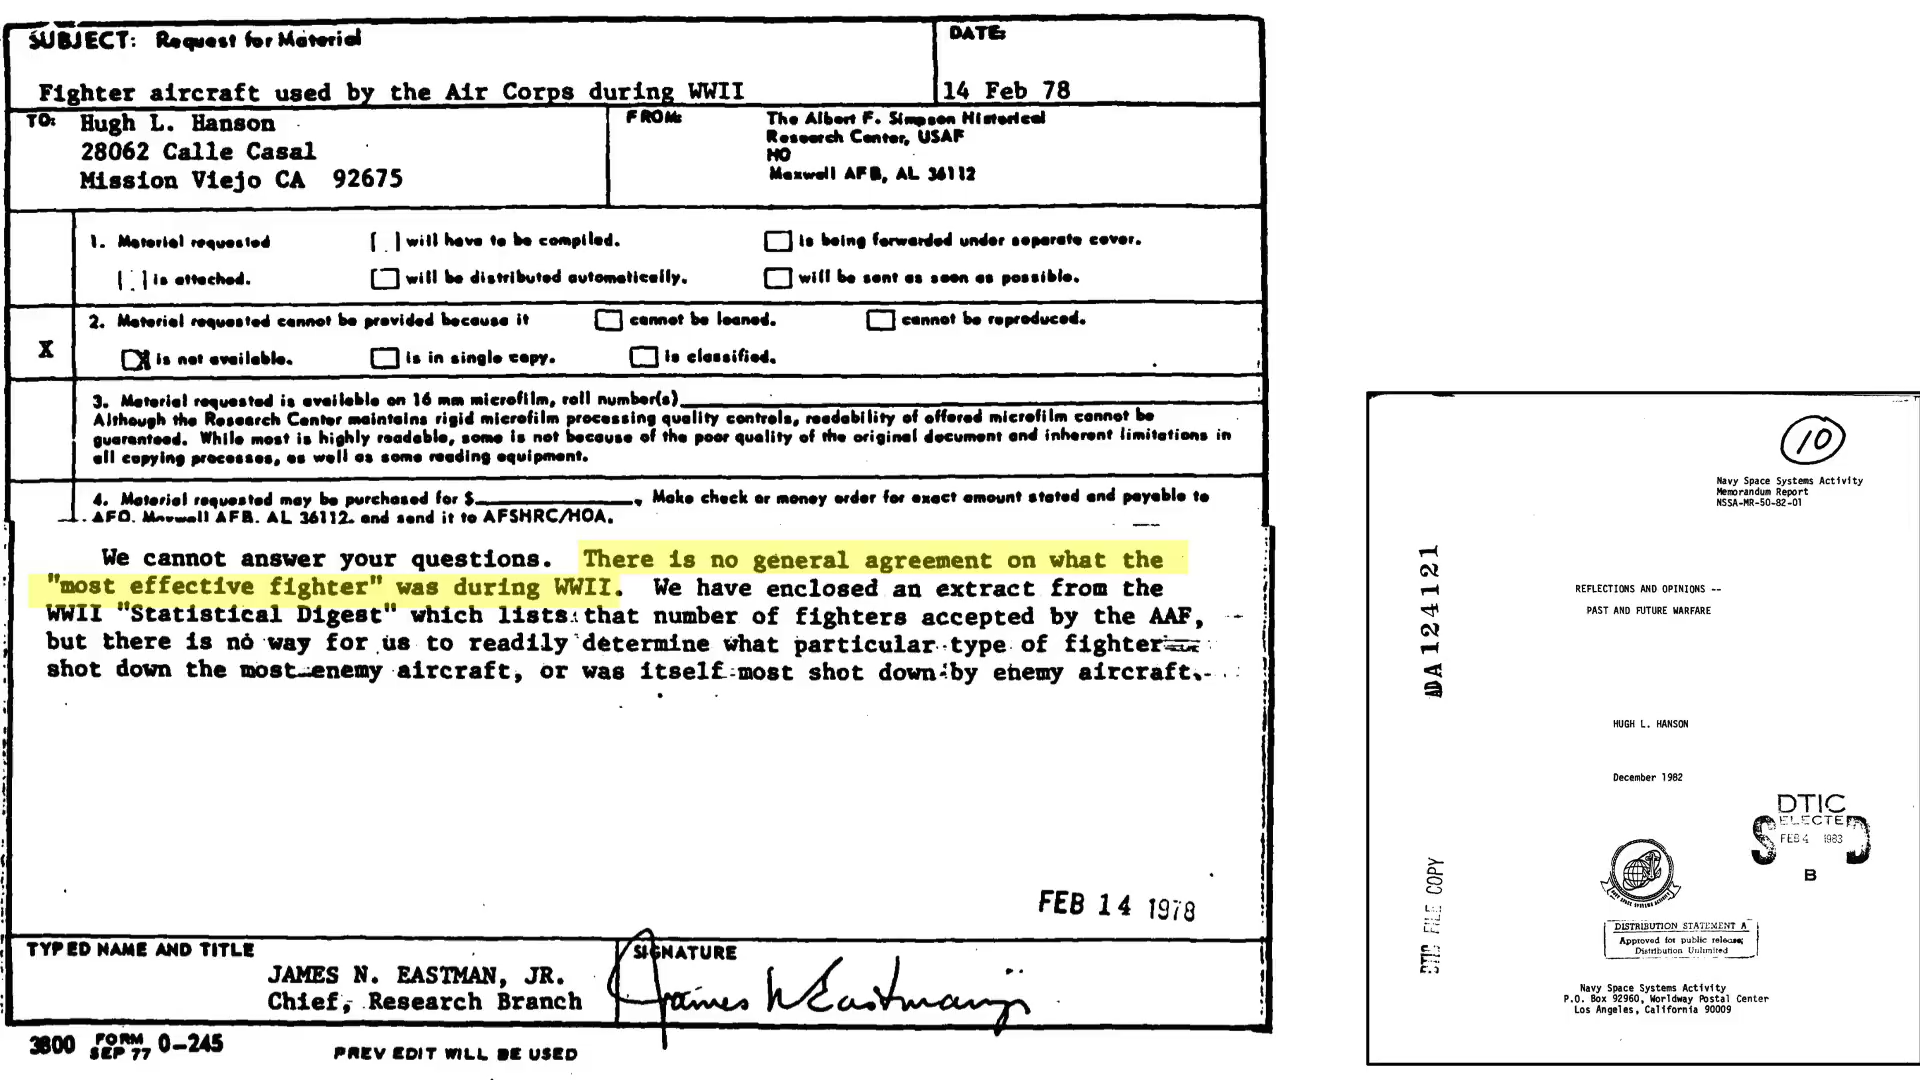 SUBJECT: Request for Material
Fighter aircraft used by the Air Corps during WWII
DATE:
14 Feb 78
TO: Hugh L. Hanson
28062 Calle Casal
Mission Viejo CA 92675
FROM: The Albert F. Simpson Historical
Research Center, USAF
HO
Maxwell AFB, AL 36112
1. Material requested [ ] will have to be compiled. is being forwarded under separate cover.
[ ] is attached. will be distributed automatically. will be sent as soon as possible.
2. Material requested cannot be provided because it cannot be loaned. cannot be reproduced.
X
X is not available. is in single copy. is classified.
3. Material requested is available on 16 mm microfilm, roll number(s)
Although the Research Center maintains rigid microfilm processing quality controls, readability of offered microfilm cannot be
guaranteed. While most is highly readable, some is not because of the poor quality of the original document and inherent limitations in
all copying processes, as well as some reading equipment.
4. Material requested may be purchased for $ , Make check or money order for exact amount stated and payable to
AFO, Maxwell AFB, AL 36112, and send it to AFSHRC/HOA.
We cannot answer your questions. There is no general agreement on what the
"most effective fighter" was during WWII. We have enclosed an extract from the
WWII "Statistical Digest" which lists that number of fighters accepted by the AAF,
but there is no way for us to readily determine what particular type of fighter
shot down the most enemy aircraft, or was itself most shot down by enemy aircraft.
FEB 14 1978
TYPED NAME AND TITLE
JAMES N. EASTMAN, JR.
Chief, Research Branch
SIGNATURE
James N Eastman Jr
3800 FORM SEP 77 0-245
PREV EDIT WILL BE USED
10
Navy Space Systems Activity
Memorandum Report
NSSA-MR-50-82-01
ADA124121
REFLECTIONS AND OPINIONS --
PAST AND FUTURE WARFARE
HUGH L. HANSON
December 1982
DTIC
ELECTED
FEB 4 1983
S D
B
DTIC FILE COPY
NAVY SPACE SYSTEMS ACTIVITY
DISTRIBUTION STATEMENT A
Approved for public release;
Distribution Unlimited
Navy Space Systems Activity
P.O. Box 92960, Worldway Postal Center
Los Angeles, California 90009